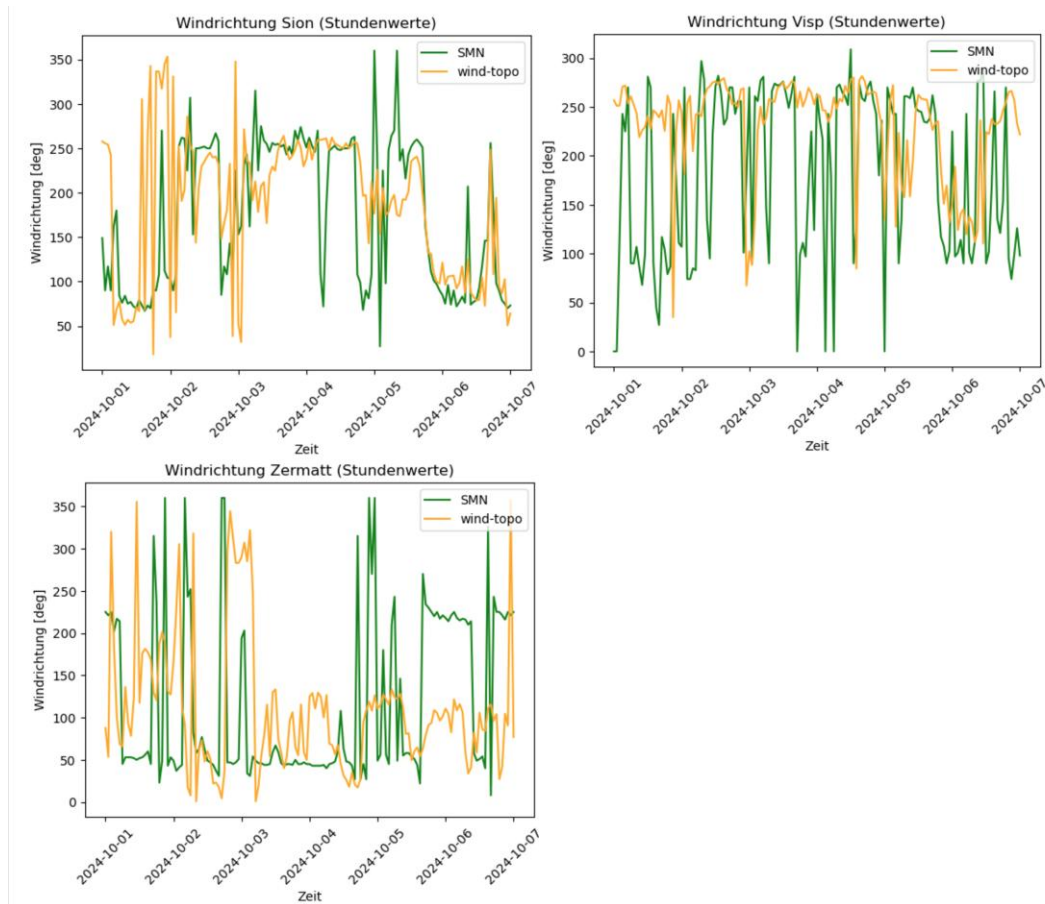 Windrichtung Sion (Stundenwerte)
Windrichtung [deg]
350
300
250
200
150
100
50
SMN
wind-topo
2024-10-01
2024-10-02
2024-10-03
2024-10-04
2024-10-05
2024-10-06
2024-10-07
Zeit
Windrichtung Visp (Stundenwerte)
Windrichtung [deg]
300
250
200
150
100
50
0
SMN
wind-topo
2024-10-01
2024-10-02
2024-10-03
2024-10-04
2024-10-05
2024-10-06
2024-10-07
Zeit
Windrichtung Zermatt (Stundenwerte)
Windrichtung [deg]
350
300
250
200
150
100
50
0
SMN
wind-topo
2024-10-01
2024-10-02
2024-10-03
2024-10-04
2024-10-05
2024-10-06
2024-10-07
Zeit